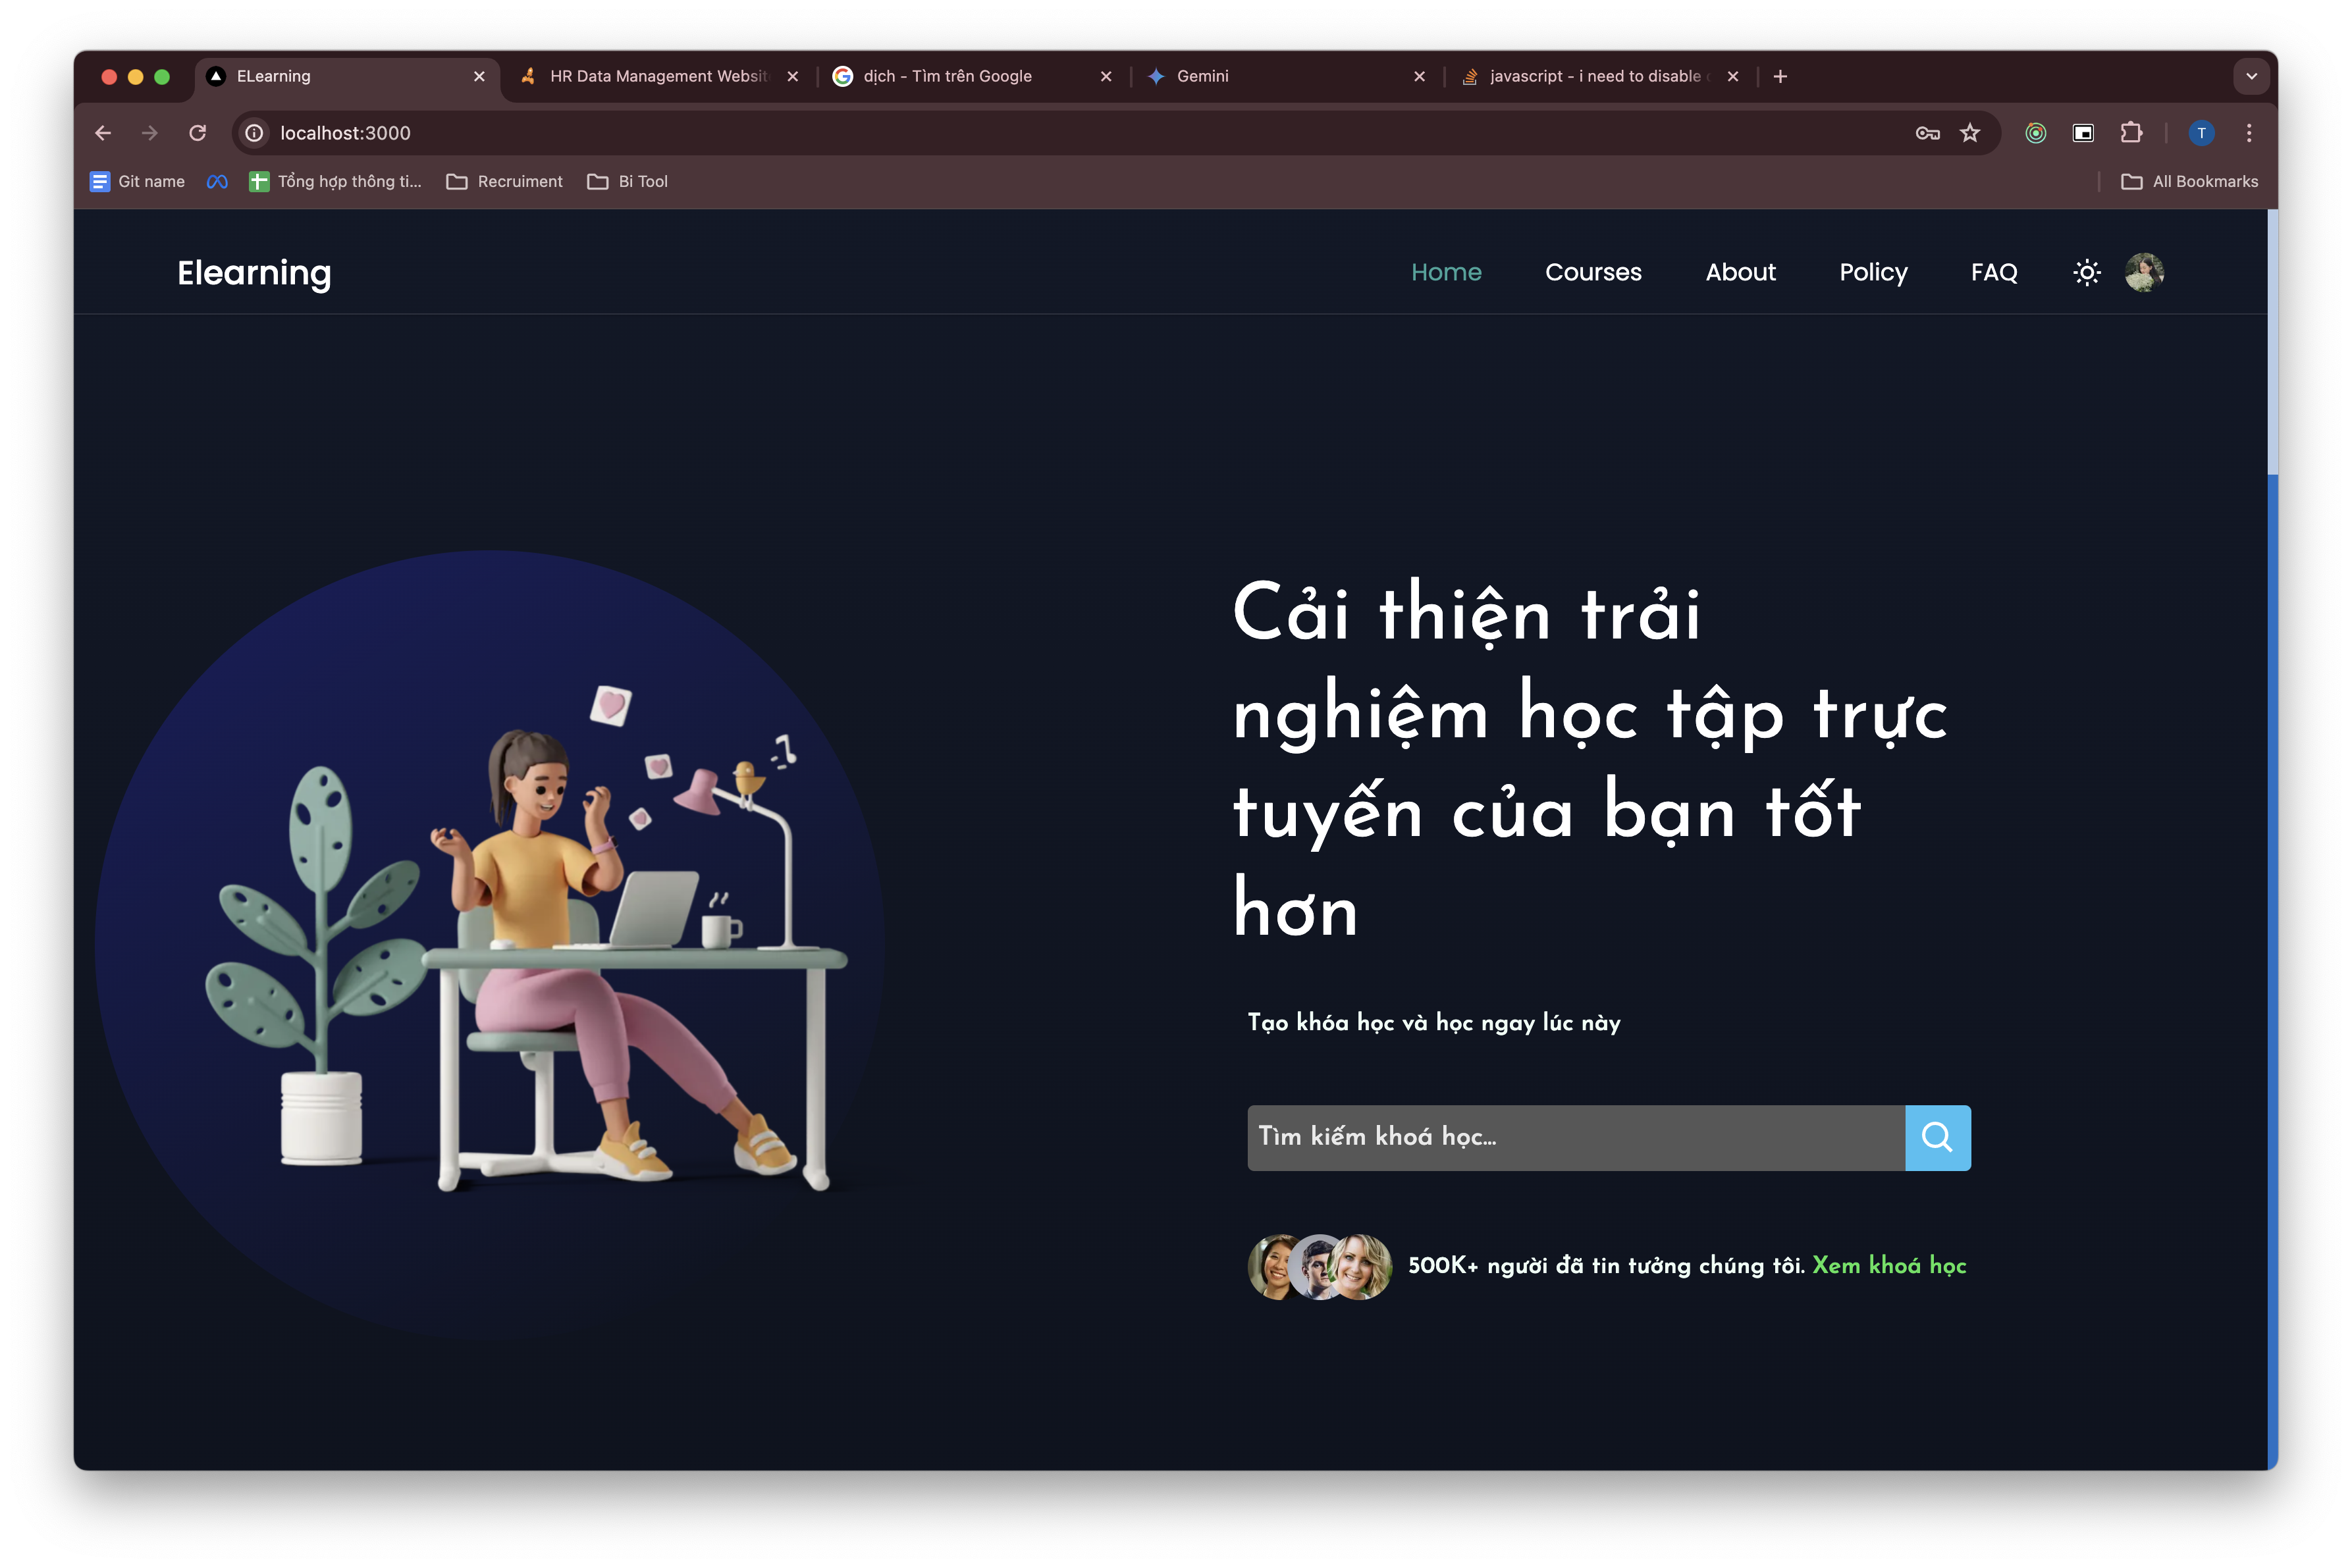 ELearning
HR Data Management Websit
dịch - Tìm trên Google
Gemini
javascript - i need to disable
localhost:3000
T
Git name
Tổng hợp thông ti...
Recruiment
Bi Tool
All Bookmarks
Elearning
Home
Courses
About
Policy
FAQ
Cải thiện trải
nghiệm học tập trực
tuyến của bạn tốt
hơn
Tạo khóa học và học ngay lúc này
Tìm kiếm khoá học...
500K+ người đã tin tưởng chúng tôi. Xem khoá học